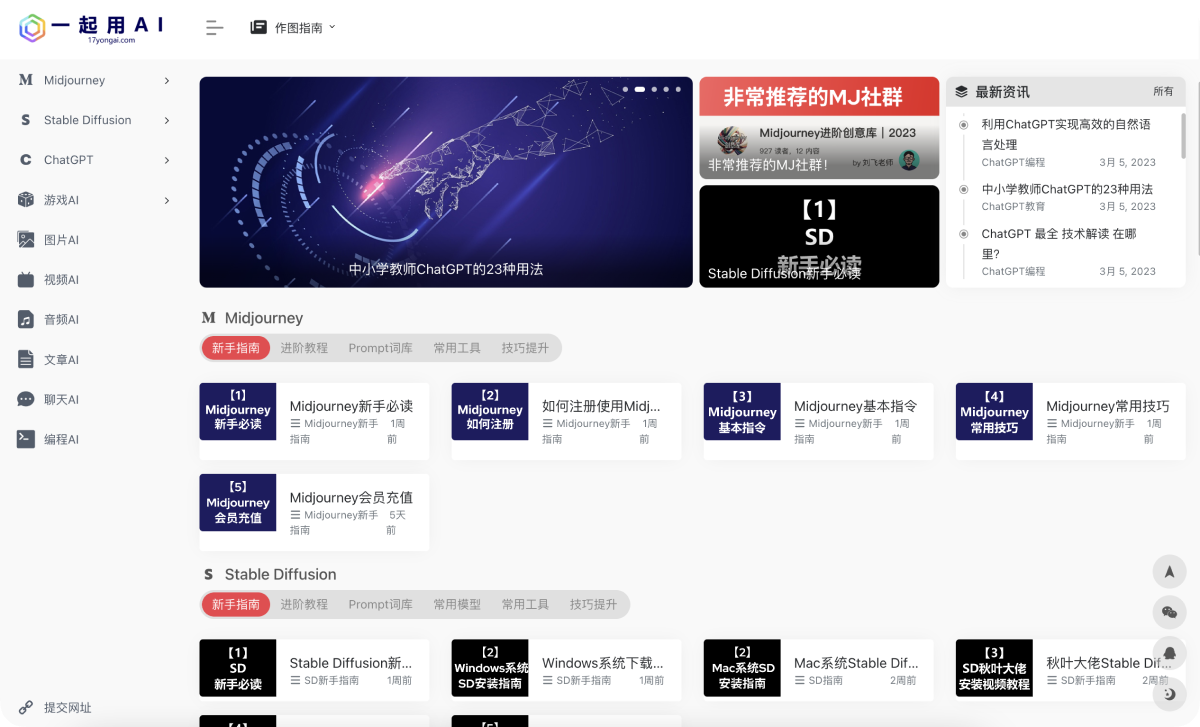 一起用AI
17yongai.com
作图指南
Midjourney
Stable Diffusion
ChatGPT
游戏AI
图片AI
视频AI
音频AI
文章AI
聊天AI
编程AI
提交网址
中小学教师ChatGPT的23种用法
非常推荐的MJ社群
Midjourney进阶创意库丨2023
927 读者，12 内容
by 刘飞老师
非常推荐的MJ社群！
【1】
SD
新手必读
Stable Diffusion新手必读
最新资讯
所有
利用ChatGPT实现高效的自然语
言处理
ChatGPT编程 3月 5, 2023
中小学教师ChatGPT的23种用法
ChatGPT教育 3月 5, 2023
ChatGPT 最全 技术解读 在哪
里?
ChatGPT编程 3月 5, 2023
M Midjourney
新手指南 进阶教程 Prompt词库 常用工具 技巧提升
【1】
Midjourney
新手必读
Midjourney新手必读
Midjourney新手 1周
指南 前
【2】
Midjourney
如何注册
如何注册使用Midj...
Midjourney新手 1周
指南 前
【3】
Midjourney
基本指令
Midjourney基本指令
Midjourney新手 1周
指南 前
【4】
Midjourney
常用技巧
Midjourney常用技巧
Midjourney新手 1周
指南 前
【5】
Midjourney
会员充值
Midjourney会员充值
Midjourney新手 5天
指南 前
S Stable Diffusion
新手指南 进阶教程 Prompt词库 常用模型 常用工具 技巧提升
【1】
SD
新手必读
Stable Diffusion新...
SD新手指南 1周前
【2】
Windows系统
SD安装指南
Windows系统下载...
SD新手指南 1周前
【2】
Mac系统SD
安装指南
Mac系统Stable Dif...
SD指南 2周前
【3】
SD秋叶大佬
安装视频教程
秋叶大佬Stable Dif...
SD新手指南 2周前